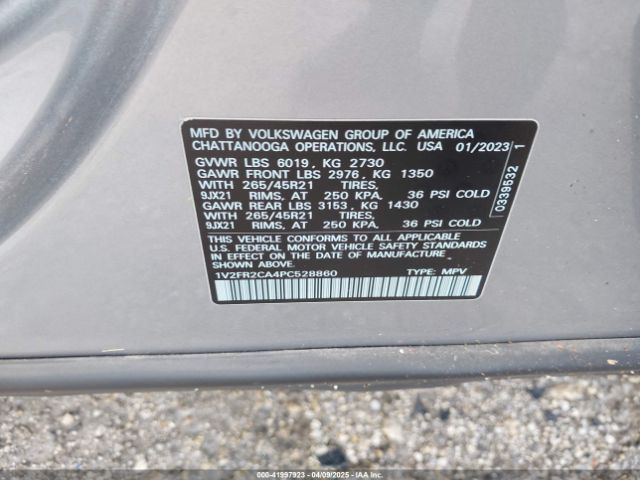 MFD BY VOLKSWAGEN GROUP OF AMERICA
CHATTANOOGA OPERATIONS, LLC. USA 01/2023
GVWR LBS 6019, KG 2730
GAWR FRONT LBS 2976, KG 1350
WITH 265/45R21 TIRES,
9JX21 RIMS, AT 250 KPA, 36 PSI COLD
GAWR REAR LBS 3153, KG 1430
WITH 265/45R21 TIRES,
9JX21 RIMS, AT 250 KPA, 36 PSI COLD
THIS VEHICLE CONFORMS TO ALL APPLICABLE
U.S. FEDERAL MOTOR VEHICLE SAFETY STANDARDS
IN EFFECT ON THE DATE OF MANUFACTURE
SHOWN ABOVE.
1V2FR2CA4PC528860 TYPE: MPV
0339532 1
000-41997923 - 04/09/2025 - IAAI.COM